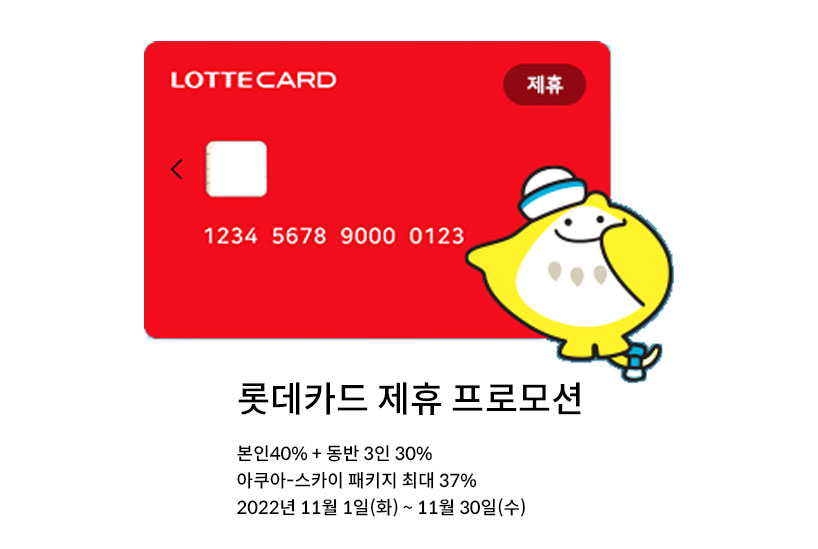 LOTTECARD
제휴
1234 5678 9000 0123
롯데카드 제휴 프로모션
본인40% + 동반 3인 30%
아쿠아-스카이 패키지 최대 37%
2022년 11월 1일(화) ~ 11월 30일(수)